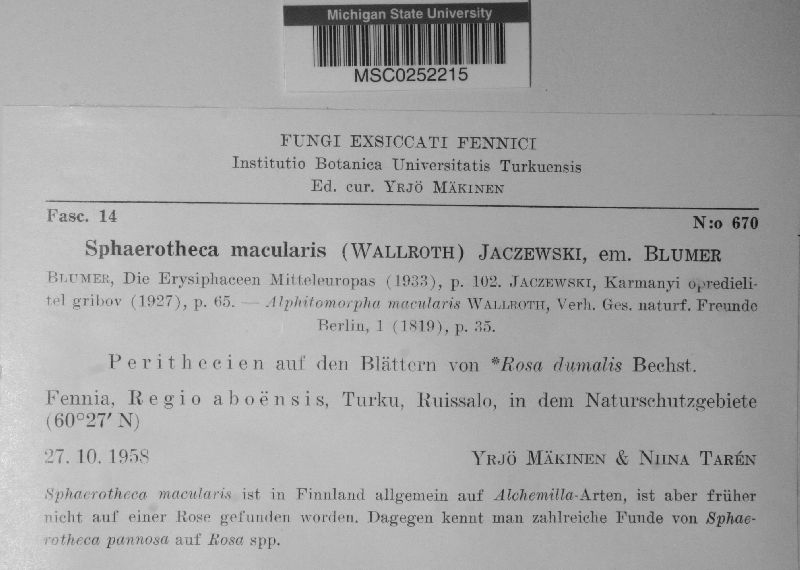 Michigan State University
MSC0252215
FUNGI EXSICCATI FENNICI
Institutio Botanica Universitatis Turkuensis
Ed. cur. YRJÖ MÄKINEN
Fasc. 14
N:o 670
Sphaerotheca macularis (WALLROTH) JACZEWSKI, em. BLUMER
BLUMER, Die Erysiphaceen Mitteleuropas (1933), p. 102. JACZEWSKI, Karmanyi opredieli-
tel gribov (1927), p. 65. — Alphitomorpha macularis WALLROTH, Verh. Ges. naturf. Freunde
Berlin, 1 (1819), p. 35.
Perithecien auf den Blättern von *Rosa dumalis Bechst.
Fennia, Regio aboënsis, Turku, Ruissalo, in dem Naturschutzgebiete
(60°27′ N)
27. 10. 1958
YRJÖ MÄKINEN & NIINA TARÉN
Sphaerotheca macularis ist in Finnland allgemein auf Alchemilla-Arten, ist aber früher
nicht auf einer Rose gefunden worden. Dagegen kennt man zahlreiche Funde von Sphae-
rotheca pannosa auf Rosa spp.